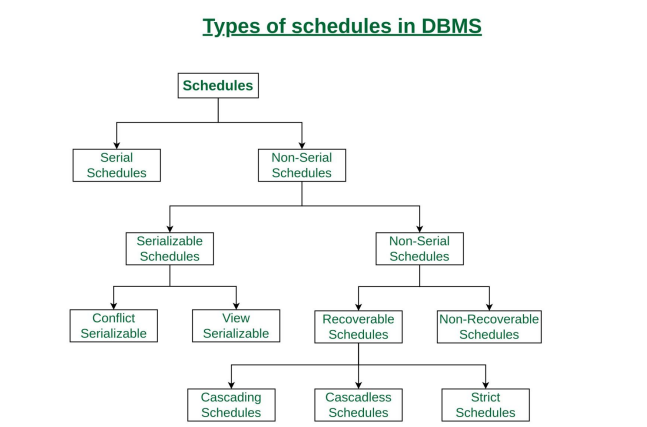 Types of schedules in DBMS
Schedules
Serial
Schedules
Non-Serial
Schedules
Serializable
Schedules
Non-Serial
Schedules
Conflict
Serializable
View
Serializable
Recoverable
Schedules
Non-Recoverable
Schedules
Cascading
Schedules
Cascadless
Schedules
Strict
Schedules